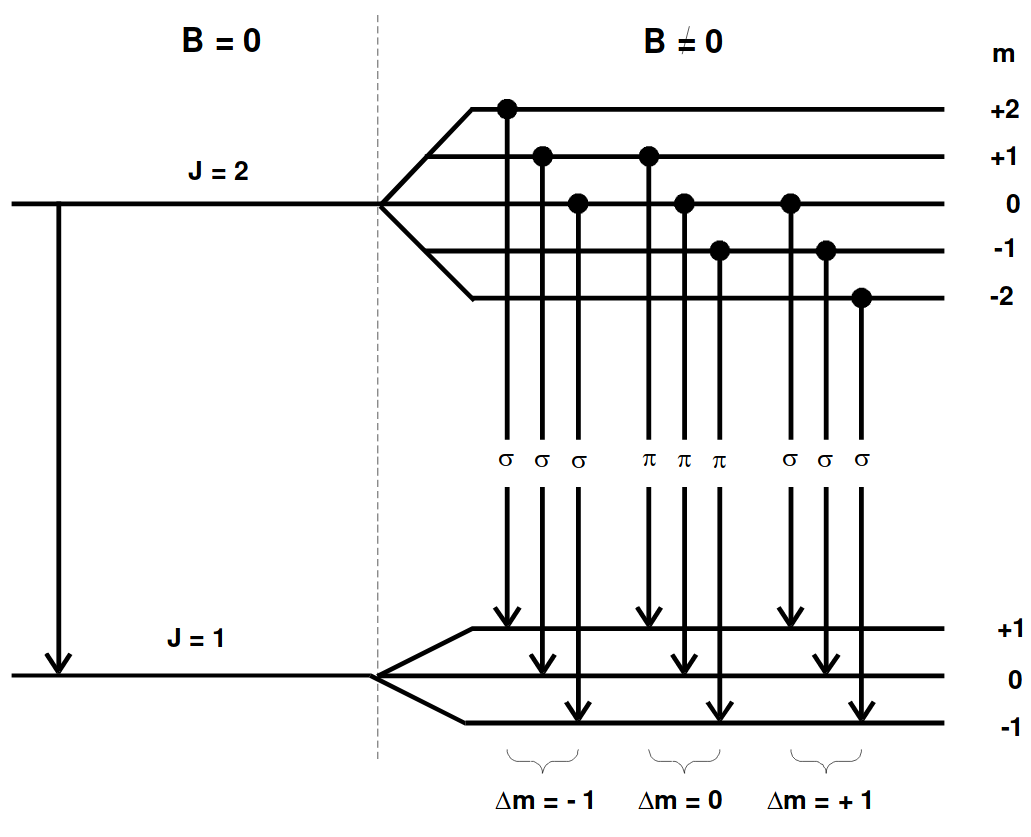 B = 0
B ≠ 0
m
+2
+1
J = 2
0
-1
-2
σ σ σ π π π σ σ σ
J = 1
+1
0
-1
Δm = - 1
Δm = 0
Δm = + 1